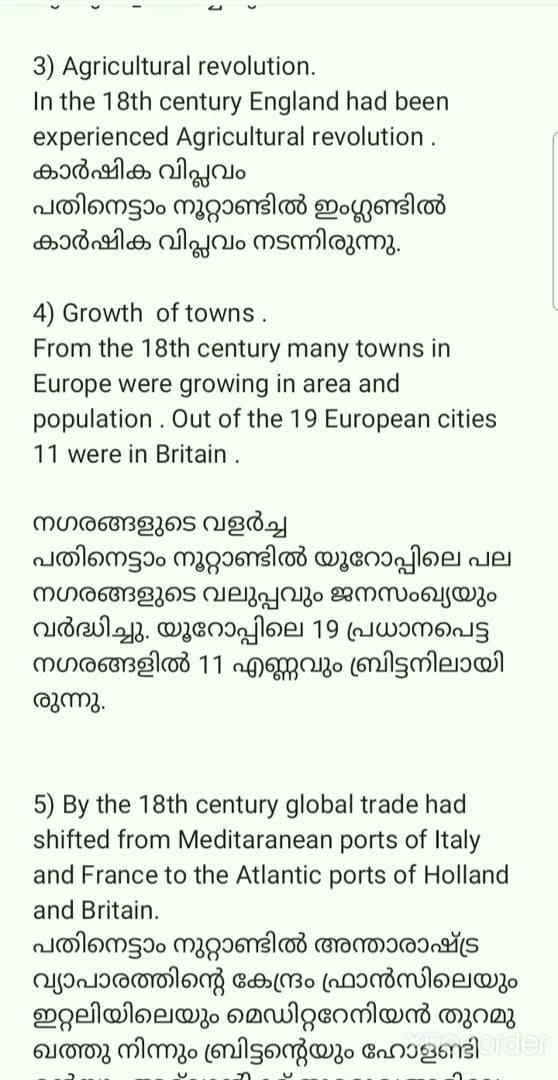 3) Agricultural revolution.
In the 18th century England had been
experienced Agricultural revolution .
കാർഷിക വിപ്ലവം
പതിനെട്ടാം നൂറ്റാണ്ടിൽ ഇംഗ്ലണ്ടിൽ
കാർഷിക വിപ്ലവം നടന്നിരുന്നു.
4) Growth of towns .
From the 18th century many towns in
Europe were growing in area and
population . Out of the 19 European cities
11 were in Britain .
നഗരങ്ങളുടെ വളർച്ച
പതിനെട്ടാം നൂറ്റാണ്ടിൽ യൂറോപ്പിലെ പല
നഗരങ്ങളുടെ വലുപ്പവും ജനസംഖ്യയും
വർദ്ധിച്ചു. യൂറോപ്പിലെ 19 പ്രധാനപെട്ട
നഗരങ്ങളിൽ 11 എണ്ണവും ബ്രിട്ടനിലായി
രുന്നു.
5) By the 18th century global trade had
shifted from Meditaranean ports of Italy
and France to the Atlantic ports of Holland
and Britain.
പതിനെട്ടാം നുറ്റാണ്ടിൽ അന്താരാഷ്ട്ര
വ്യാപാരത്തിന്റെ കേന്ദ്രം ഫ്രാൻസിലെയും
ഇറ്റലിയിലെയും മെഡിറ്ററേനിയൻ തുറമു
ഖത്തു നിന്നും ബ്രിട്ടന്റെയും ഹോളണ്ടി
XRecorder